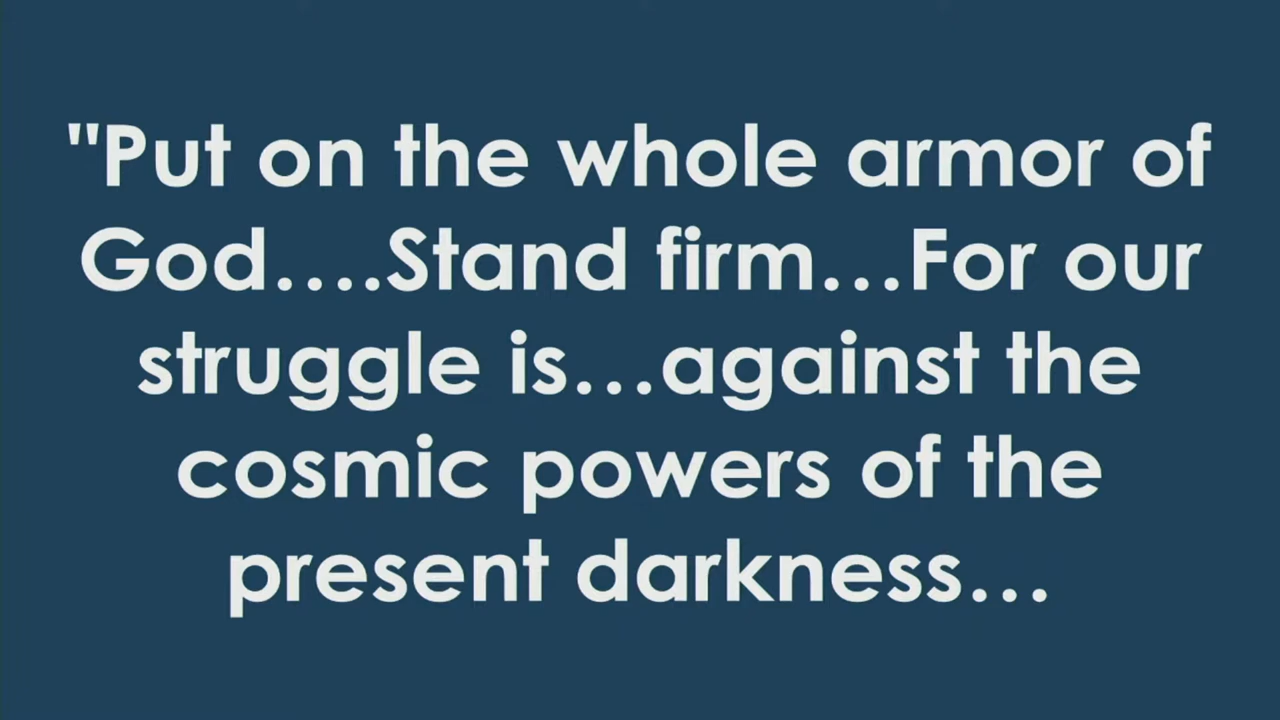 "Put on the whole armor of
God....Stand firm...For our
struggle is...against the
cosmic powers of the
present darkness...